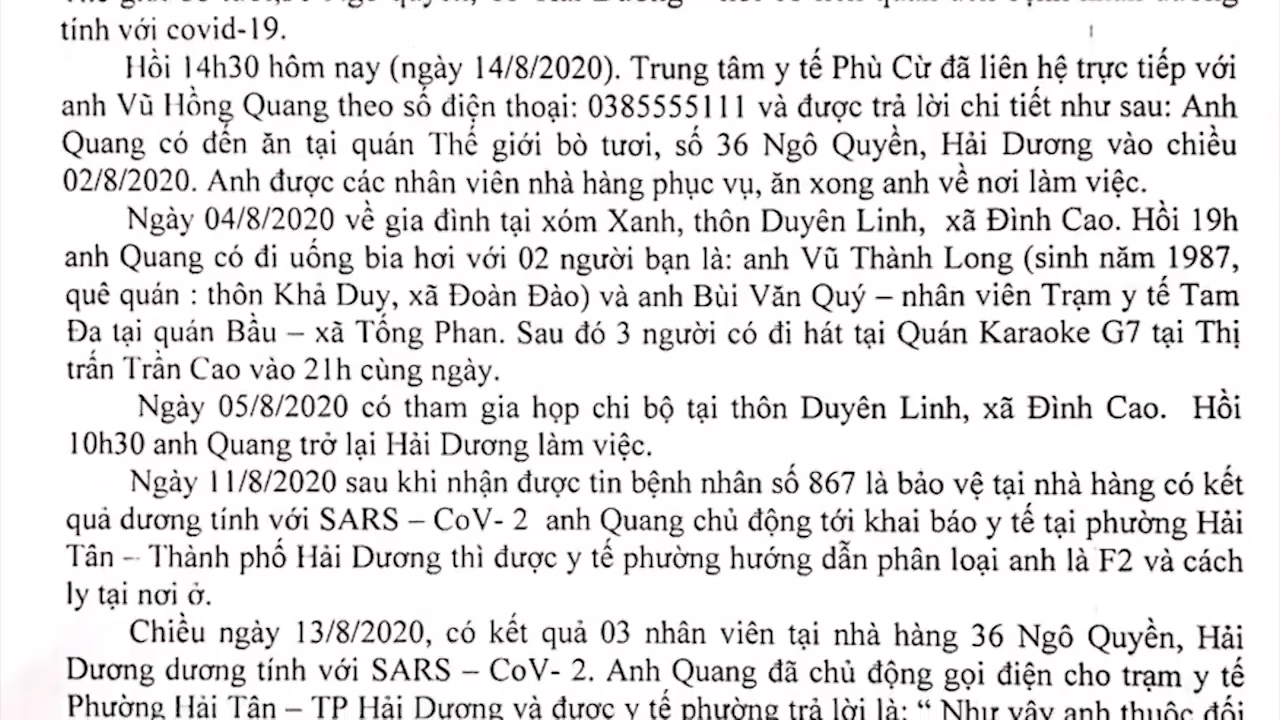 tính với covid-19.
Hồi 14h30 hôm nay (ngày 14/8/2020). Trung tâm y tế Phù Cừ đã liên hệ trực tiếp với
anh Vũ Hồng Quang theo số điện thoại: 0385555111 và được trả lời chi tiết như sau: Anh
Quang có đến ăn tại quán Thế giới bò tươi, số 36 Ngô Quyền, Hải Dương vào chiều
02/8/2020. Anh được các nhân viên nhà hàng phục vụ, ăn xong anh về nơi làm việc.
Ngày 04/8/2020 về gia đình tại xóm Xanh, thôn Duyên Linh, xã Đình Cao. Hồi 19h
anh Quang có đi uống bia hơi với 02 người bạn là: anh Vũ Thành Long (sinh năm 1987,
quê quán : thôn Khả Duy, xã Đoàn Đào) và anh Bùi Văn Quý – nhân viên Trạm y tế Tam
Đa tại quán Bầu – xã Tống Phan. Sau đó 3 người có đi hát tại Quán Karaoke G7 tại Thị
trấn Trần Cao vào 21h cùng ngày.
Ngày 05/8/2020 có tham gia họp chi bộ tại thôn Duyên Linh, xã Đình Cao. Hồi
10h30 anh Quang trở lại Hải Dương làm việc.
Ngày 11/8/2020 sau khi nhận được tin bệnh nhân số 867 là bảo vệ tại nhà hàng có kết
quả dương tính với SARS – CoV- 2 anh Quang chủ động tới khai báo y tế tại phường Hải
Tân – Thành phố Hải Dương thì được y tế phường hướng dẫn phân loại anh là F2 và cách
ly tại nơi ở.
Chiều ngày 13/8/2020, có kết quả 03 nhân viên tại nhà hàng 36 Ngô Quyền, Hải
Dương dương tính với SARS – CoV- 2. Anh Quang đã chủ động gọi điện cho trạm y tế
Phường Hải Tân – TP Hải Dương và được y tế phường trả lời là: “ Như vậy anh thuộc đối